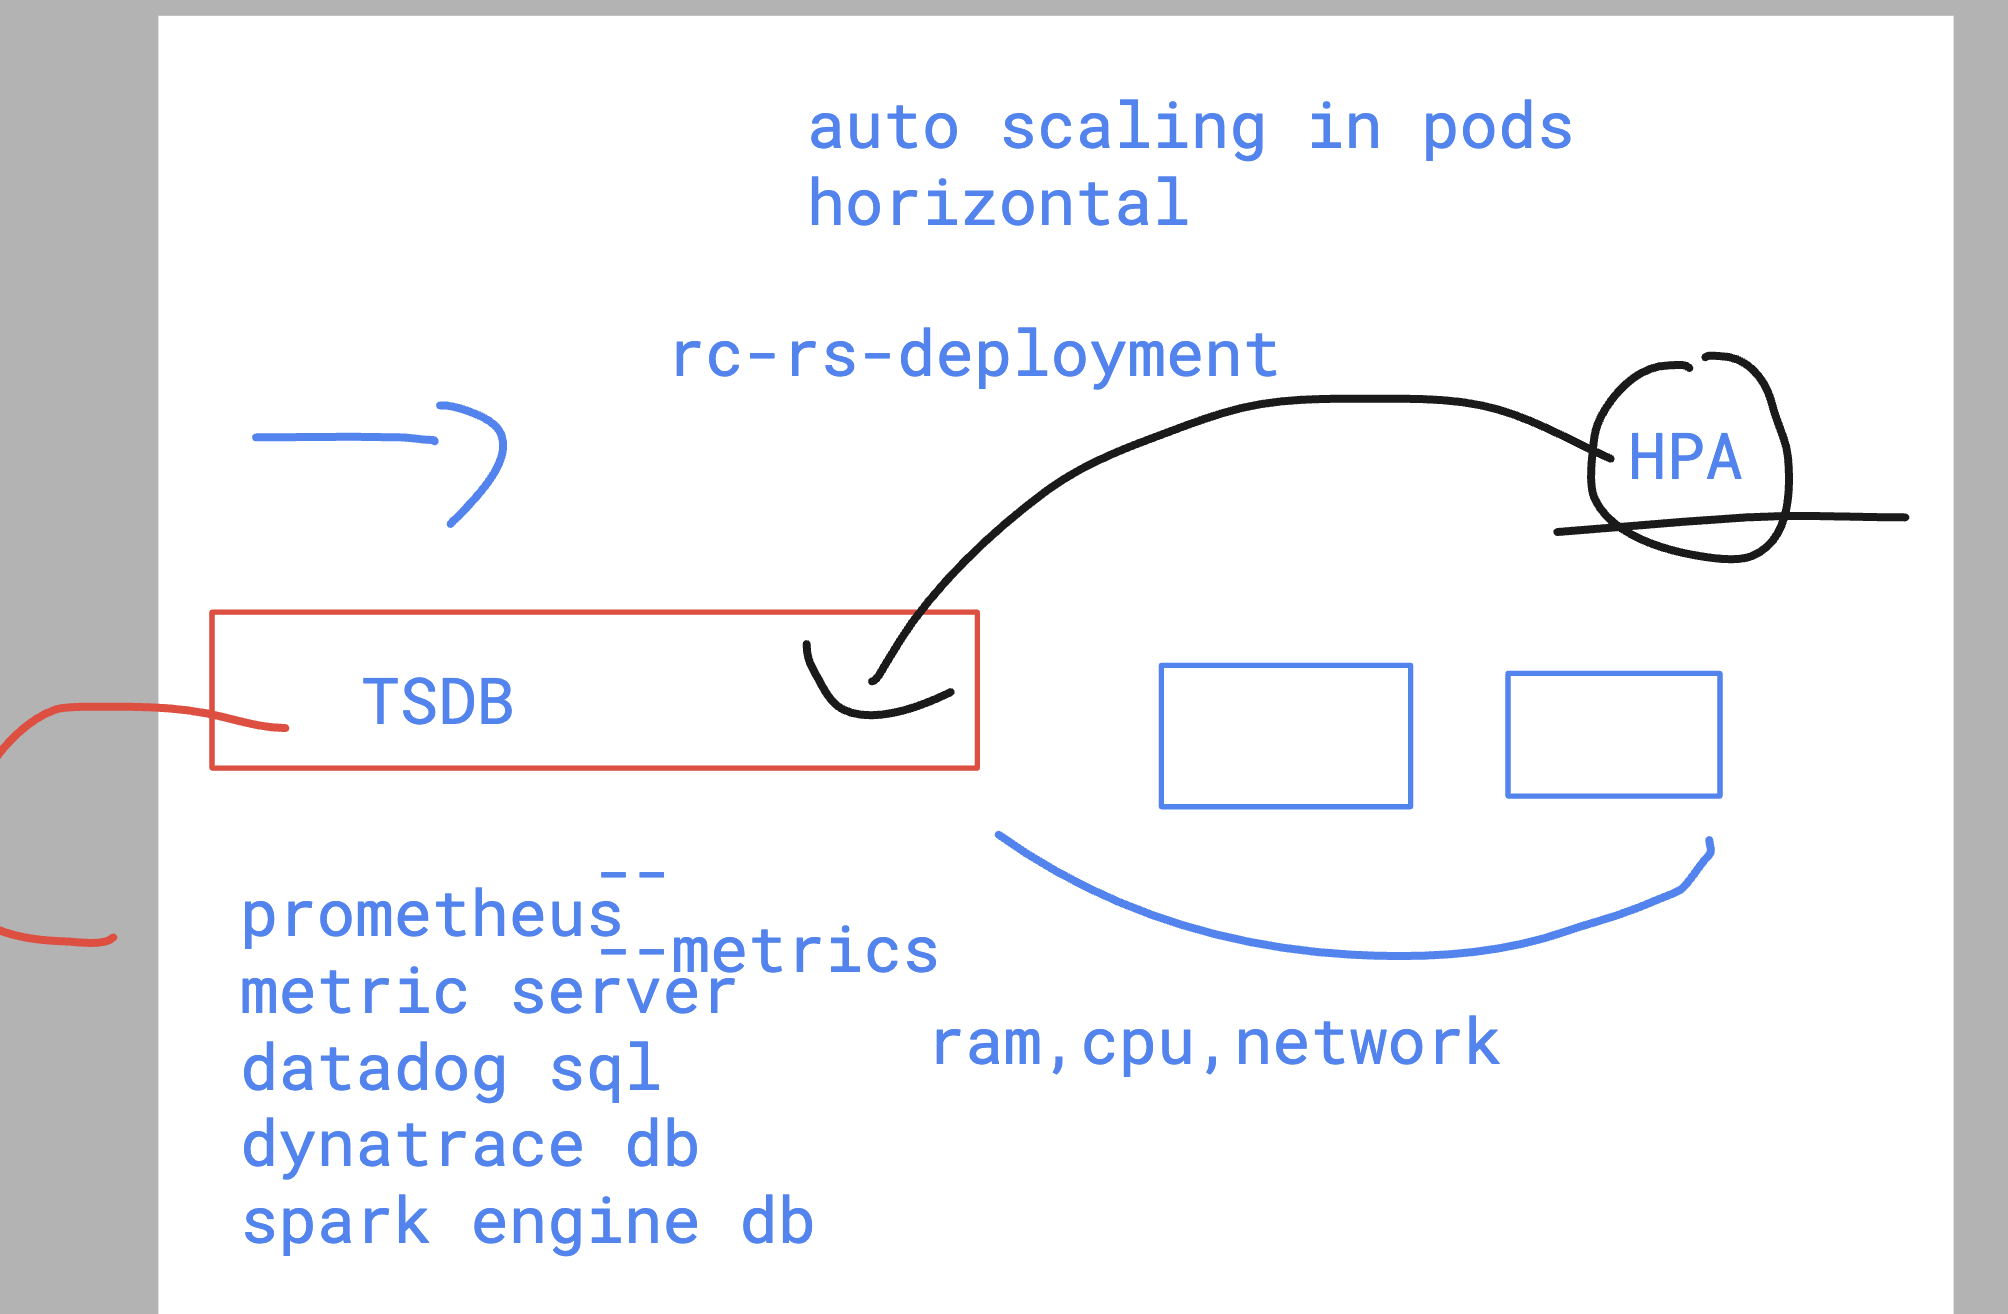 auto scaling in pods
horizontal
rc-rs-deployment
HPA
TSDB
--
prometheus
--metrics
metric server
datadog sql
dynatrace db
spark engine db
ram,cpu,network